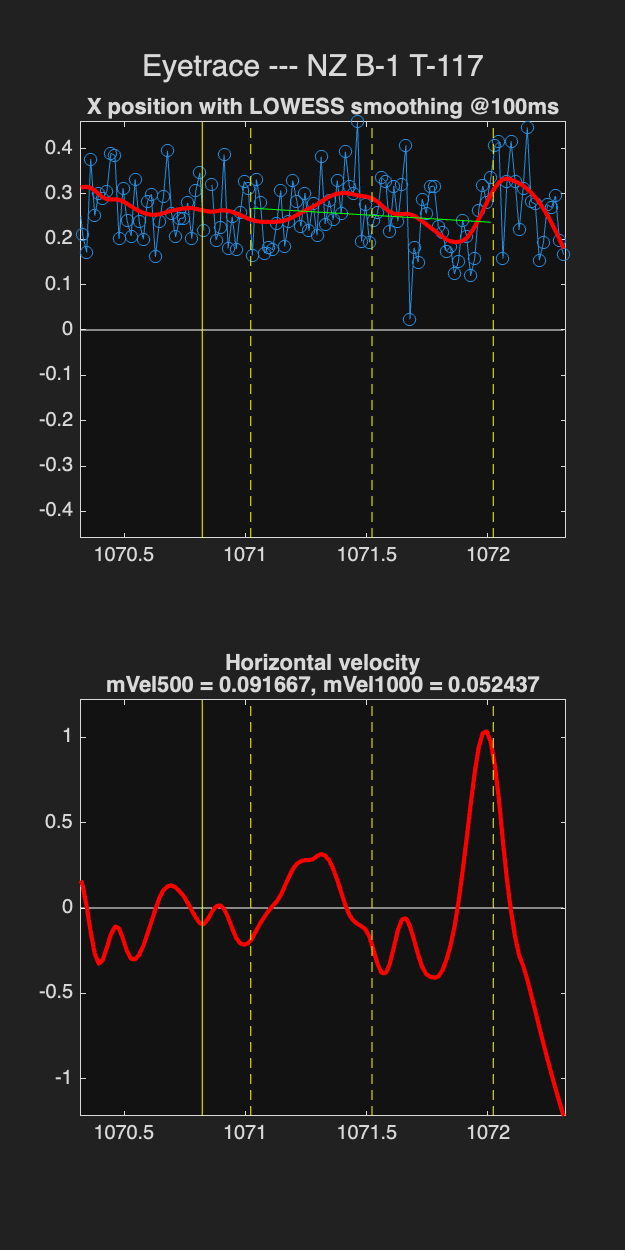 Eyetrace --- NZ B-1 T-117
X position with LOWESS smoothing @100ms
0.4
0.3
0.2
0.1
0
-0.1
-0.2
-0.3
-0.4
1070.5 1071 1071.5 1072
Horizontal velocity
mVel500 = 0.091667, mVel1000 = 0.052437
1
0.5
0
-0.5
-1
1070.5 1071 1071.5 1072